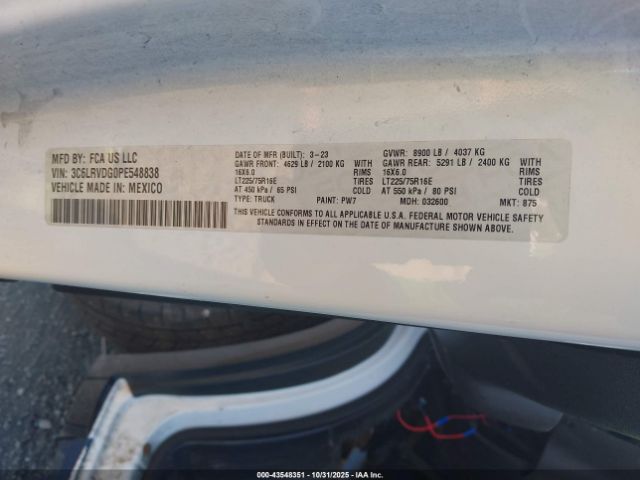 MFD BY: FCA US LLC
VIN: 3C6LRVDG0PE548838
VEHICLE MADE IN: MEXICO
DATE OF MFR (BUILT): 3-23
GVWR: 8900 LB / 4037 KG
GAWR FRONT: 4629 LB / 2100 KG WITH
GAWR REAR: 5291 LB / 2400 KG WITH
16X6.0 RIMS
16X6.0 RIMS
LT225/75R16E TIRES
LT225/75R16E TIRES
AT 450 kPa / 65 PSI COLD
AT 550 kPa / 80 PSI COLD
TYPE: TRUCK PAINT: PW7 MDH: 032600 MKT: 875
THIS VEHICLE CONFORMS TO ALL APPLICABLE U.S.A. FEDERAL MOTOR VEHICLE SAFETY
STANDARDS IN EFFECT ON THE DATE OF MANUFACTURE SHOWN ABOVE.
000-43548351 - 10/31/2025 - IAA Inc.